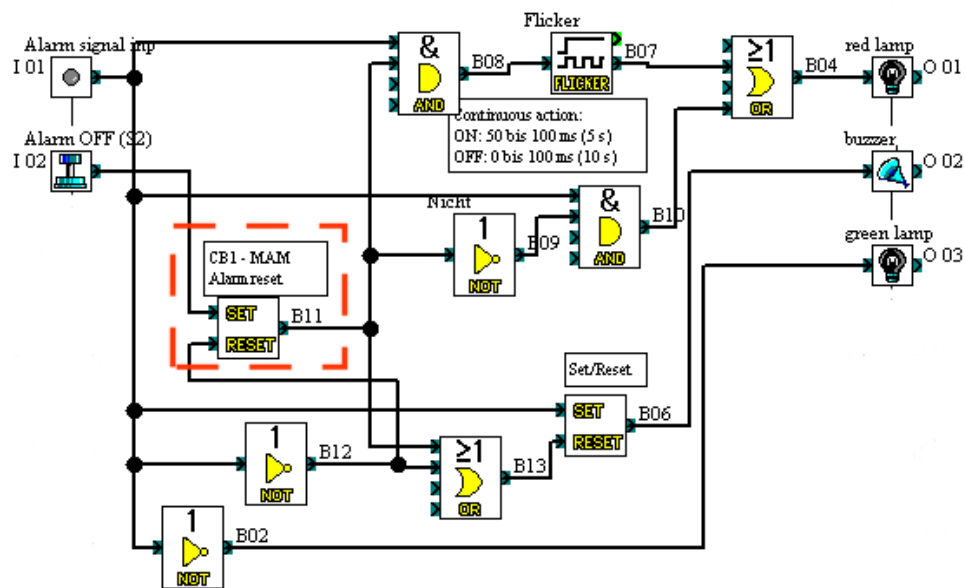 Flicker
Alarm signal inp
I 01
&
AND
B08
FLICKER
B07
≥1
OR
B04
red lamp
O 01
Continuous action:
ON: 50 bis 100 ms (5 s)
OFF: 0 bis 100 ms (10 s)
Alarm OFF (S2)
I 02
buzzer
O 02
Nicht
1
NOT
B09
&
AND
B10
green lamp
O 03
CB1 - MAM
Alarm reset
SET
RESET
B11
Set/Reset
SET
RESET
B06
1
NOT
B12
≥1
OR
B13
1
NOT
B02